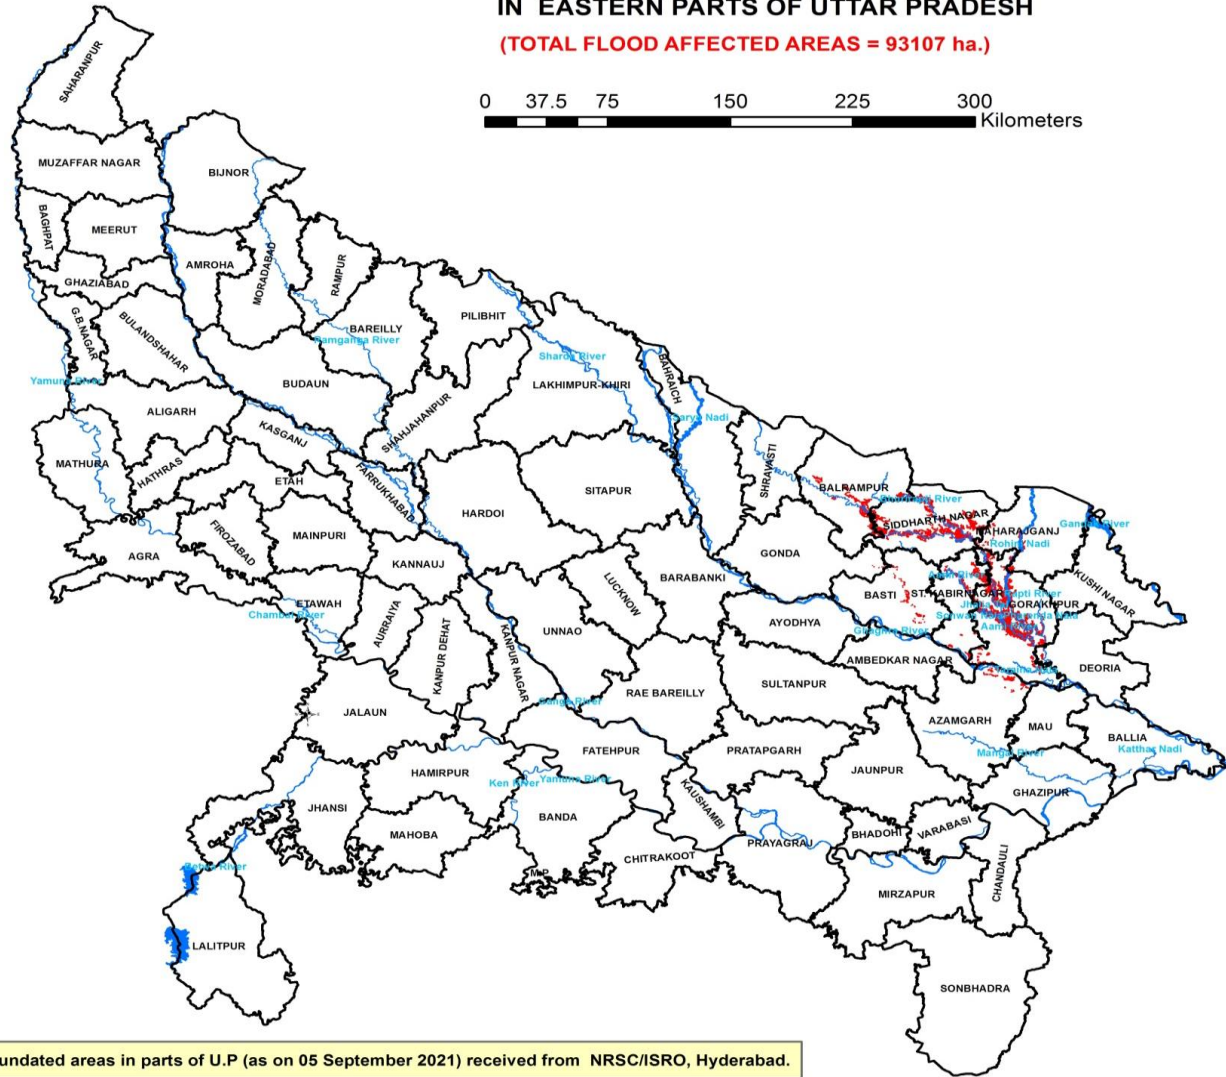 IN EASTERN PARTS OF UTTAR PRADESH
(TOTAL FLOOD AFFECTED AREAS = 93107 ha.)
0 37.5 75 150 225 300
Kilometers
SAHARANPUR
MUZAFFAR NAGAR
BIJNOR
BAGHPAT
MEERUT
AMROHA
MORADABAD
RAMPUR
GHAZIABAD
G.B.NAGAR
BULANDSHAHAR
BAREILLY
Ramganga River
PILIBHIT
Sharda River
Yamuna River
BUDAUN
LAKHIMPUR-KHIRI
BAHRAICH
Saryu Nadi
ALIGARH
KASGANJ
SHAHJAHANPUR
MATHURA
HATHRAS
ETAH
FARRUKHABAD
HARDOI
SITAPUR
SHRAVASTI
BALRAMPUR
SIDDHARTH NAGAR
MAHARAJGANJ
Rohini Nadi
Gandak River
AGRA
FIROZABAD
MAINPURI
KANNAUJ
LUCKNOW
BARABANKI
GONDA
BASTI
ST. KABIRNAGAR
GORAKHPUR
KUSHI NAGAR
ETAWAH
Chambal River
AURRAIYA
KANPUR DEHAT
KANPUR NAGAR
UNNAO
AYODHYA
Ghaghra River
AMBEDKAR NAGAR
DEORIA
RAE BAREILLY
SULTANPUR
Ganga River
JALAUN
AZAMGARH
MAU
BALLIA
Katthar Nadi
Mangai River
FATEHPUR
PRATAPGARH
JAUNPUR
GHAZIPUR
HAMIRPUR
Ken River
Yamuna River
JHANSI
MAHOBA
BANDA
KAUSHAMBI
PRAYAGRAJ
BHADOHI
VARABASI
CHANDAULI
CHITRAKOOT
M.P.
MIRZAPUR
Betwa River
LALITPUR
SONBHADRA
undated areas in parts of U.P (as on 05 September 2021) received from NRSC/ISRO, Hyderabad.